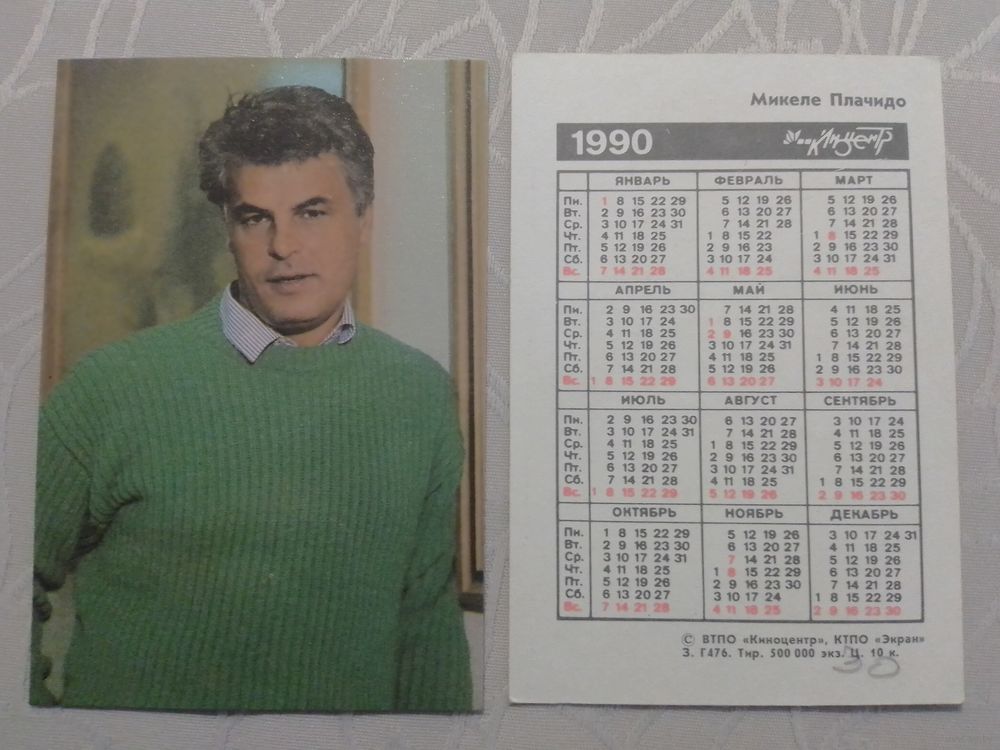 Микеле Плачидо
1990 Киноцентр
ЯНВАРЬ ФЕВРАЛЬ МАРТ
Пн. 1 8 15 22 29 5 12 19 26 5 12 19 26
Вт. 2 9 16 23 30 6 13 20 27 6 13 20 27
Ср. 3 10 17 24 31 7 14 21 28 7 14 21 28
Чт. 4 11 18 25 1 8 15 22 1 8 15 22 29
Пт. 5 12 19 26 2 9 16 23 2 9 16 23 30
Сб. 6 13 20 27 3 10 17 24 3 10 17 24 31
Вс. 7 14 21 28 4 11 18 25 4 11 18 25
АПРЕЛЬ МАЙ ИЮНЬ
Пн. 2 9 16 23 30 7 14 21 28 4 11 18 25
Вт. 3 10 17 24 1 8 15 22 29 5 12 19 26
Ср. 4 11 18 25 2 9 16 23 30 6 13 20 27
Чт. 5 12 19 26 3 10 17 24 31 7 14 21 28
Пт. 6 13 20 27 4 11 18 25 1 8 15 22 29
Сб. 7 14 21 28 5 12 19 26 2 9 16 23 30
Вс. 1 8 15 22 29 6 13 20 27 3 10 17 24
ИЮЛЬ АВГУСТ СЕНТЯБРЬ
Пн. 2 9 16 23 30 6 13 20 27 3 10 17 24
Вт. 3 10 17 24 31 7 14 21 28 4 11 18 25
Ср. 4 11 18 25 1 8 15 22 29 5 12 19 26
Чт. 5 12 19 26 2 9 16 23 30 6 13 20 27
Пт. 6 13 20 27 3 10 17 24 31 7 14 21 28
Сб. 7 14 21 28 4 11 18 25 1 8 15 22 29
Вс. 1 8 15 22 29 5 12 19 26 2 9 16 23 30
ОКТЯБРЬ НОЯБРЬ ДЕКАБРЬ
Пн. 1 8 15 22 29 5 12 19 26 3 10 17 24 31
Вт. 2 9 16 23 30 6 13 20 27 4 11 18 25
Ср. 3 10 17 24 31 7 14 21 28 5 12 19 26
Чт. 4 11 18 25 1 8 15 22 29 6 13 20 27
Пт. 5 12 19 26 2 9 16 23 30 7 14 21 28
Сб. 6 13 20 27 3 10 17 24 1 8 15 22 29
Вс. 7 14 21 28 4 11 18 25 2 9 16 23 30
© ВТПО «Киноцентр», КТПО «Экран»
З. Г476. Тир. 500 000 экз. Ц. 10 к.
30